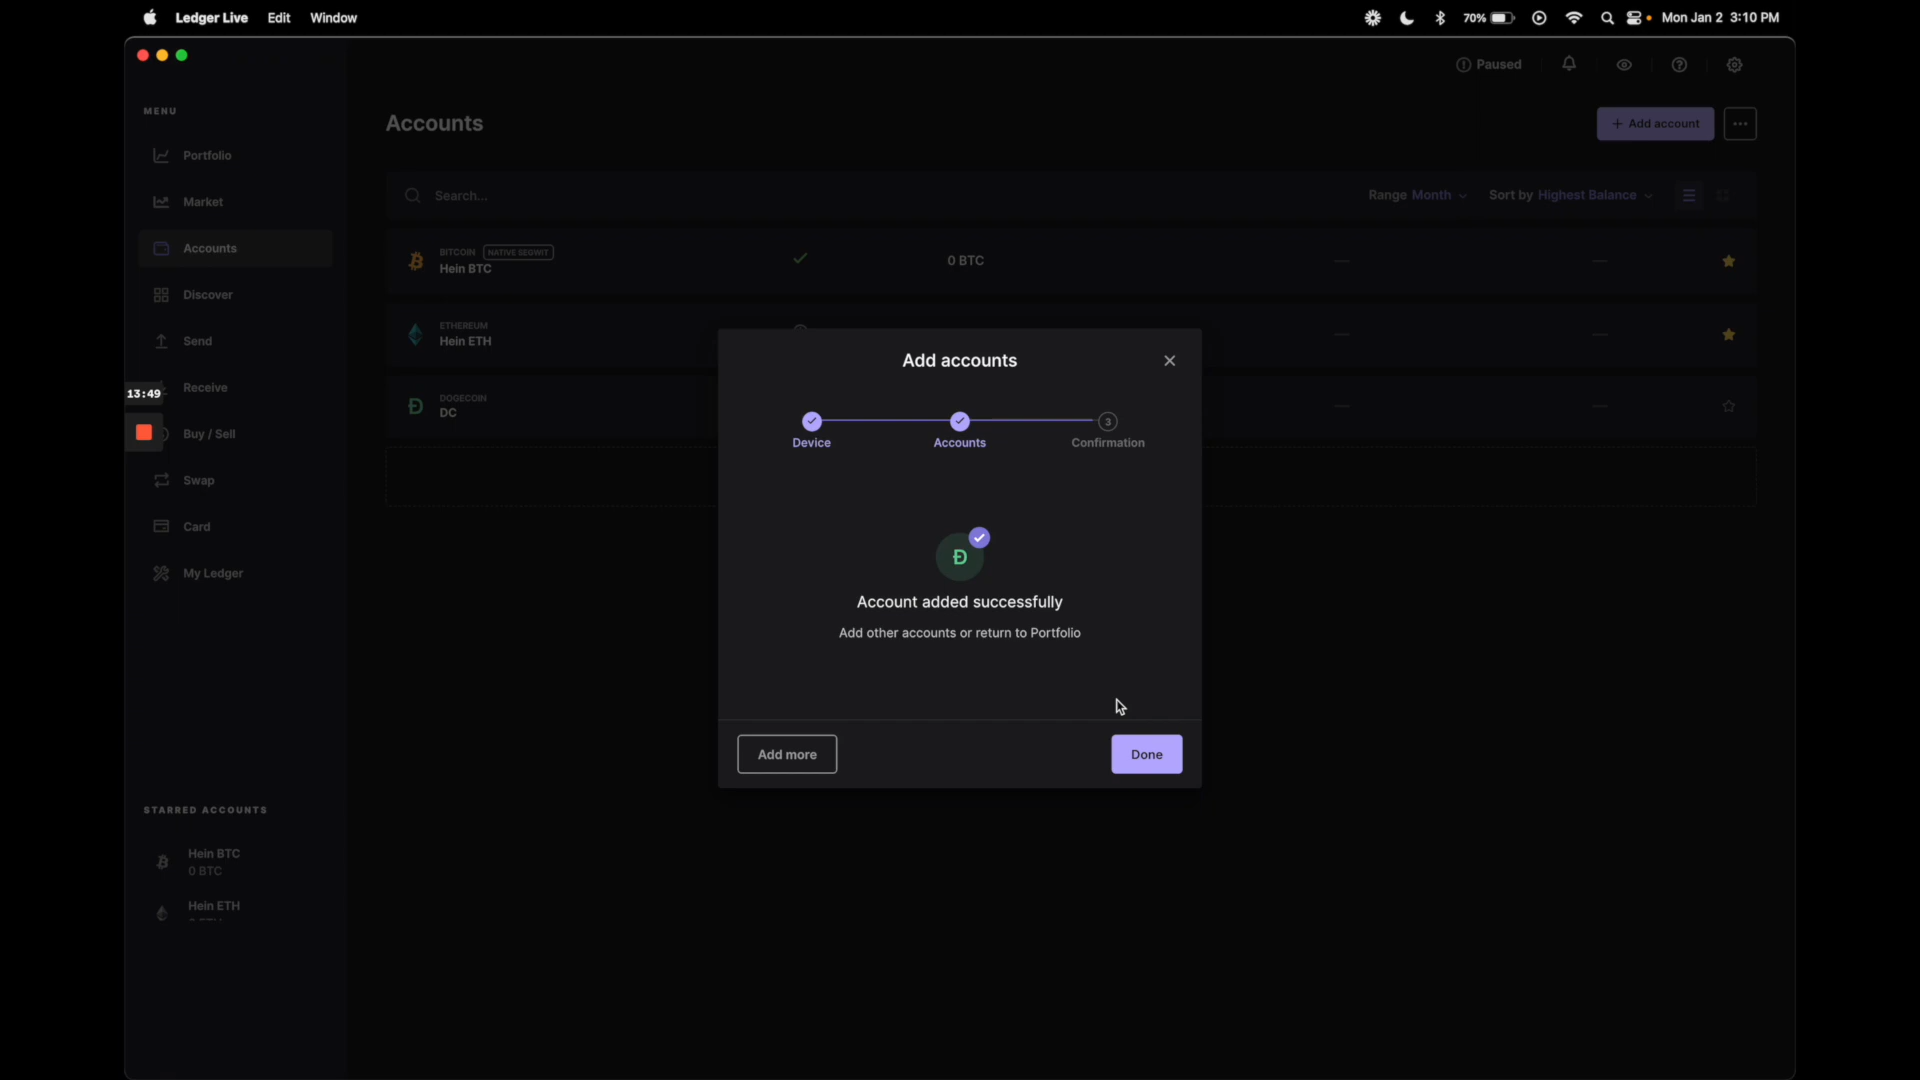 Ledger Live Edit Window
70% Mon Jan 2 3:10 PM
Paused
MENU
Accounts
+ Add account
Portfolio
Market
Search...
Range Month
Sort by Highest Balance
Accounts
BITCOIN NATIVE SEGWIT
Hein BTC
0 BTC
Discover
ETHEREUM
Hein ETH
Send
Add accounts
Receive
13:49
DOGECOIN
DC
3
Device Accounts Confirmation
Buy / Sell
Swap
Card
My Ledger
Account added successfully
Add other accounts or return to Portfolio
Add more
Done
STARRED ACCOUNTS
Hein BTC
0 BTC
Hein ETH